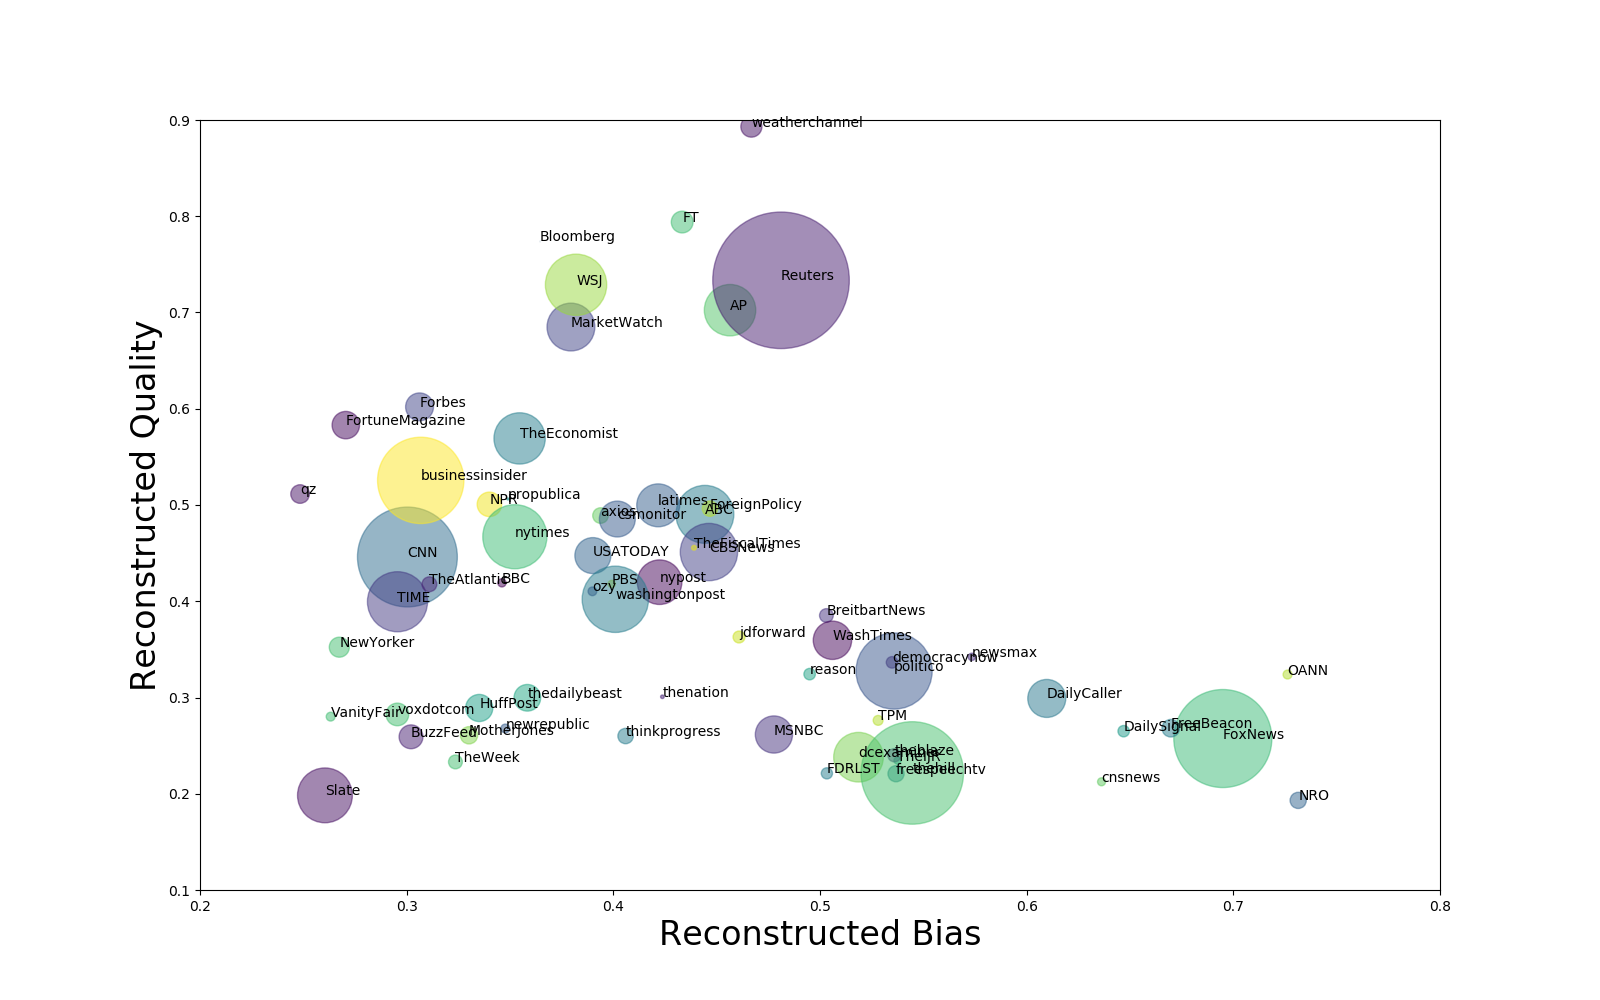 0.9
0.8
0.7
0.6
0.5
0.4
0.3
0.2
0.1
Reconstructed Quality
weatherchannel
FT
Bloomberg
Reuters
WSJ
AP
MarketWatch
Forbes
FortuneMagazine
TheEconomist
businessinsider
qz
NPR
propublica
latimes
ForeignPolicy
axios
csmonitor
ABC
nytimes
TheFiscalTimes
CBSNews
CNN
USATODAY
TheAtlantic
BBC
PBS
nypost
ozy
washingtonpost
TIME
BreitbartNews
NewYorker
jdforward
WashTimes
democracynow
newsmax
politico
reason
OANN
thedailybeast
thenation
DailyCaller
HuffPost
voxdotcom
VanityFair
TPM
newrepublic
MotherJones
BuzzFeed
thinkprogress
MSNBC
DailySignal
FreeBeacon
FoxNews
TheWeek
dcexaminer
theblaze
TheIJR
FDRLST
freespeechtv
thehill
cnsnews
Slate
NRO
0.2 0.3 0.4 0.5 0.6 0.7 0.8
Reconstructed Bias